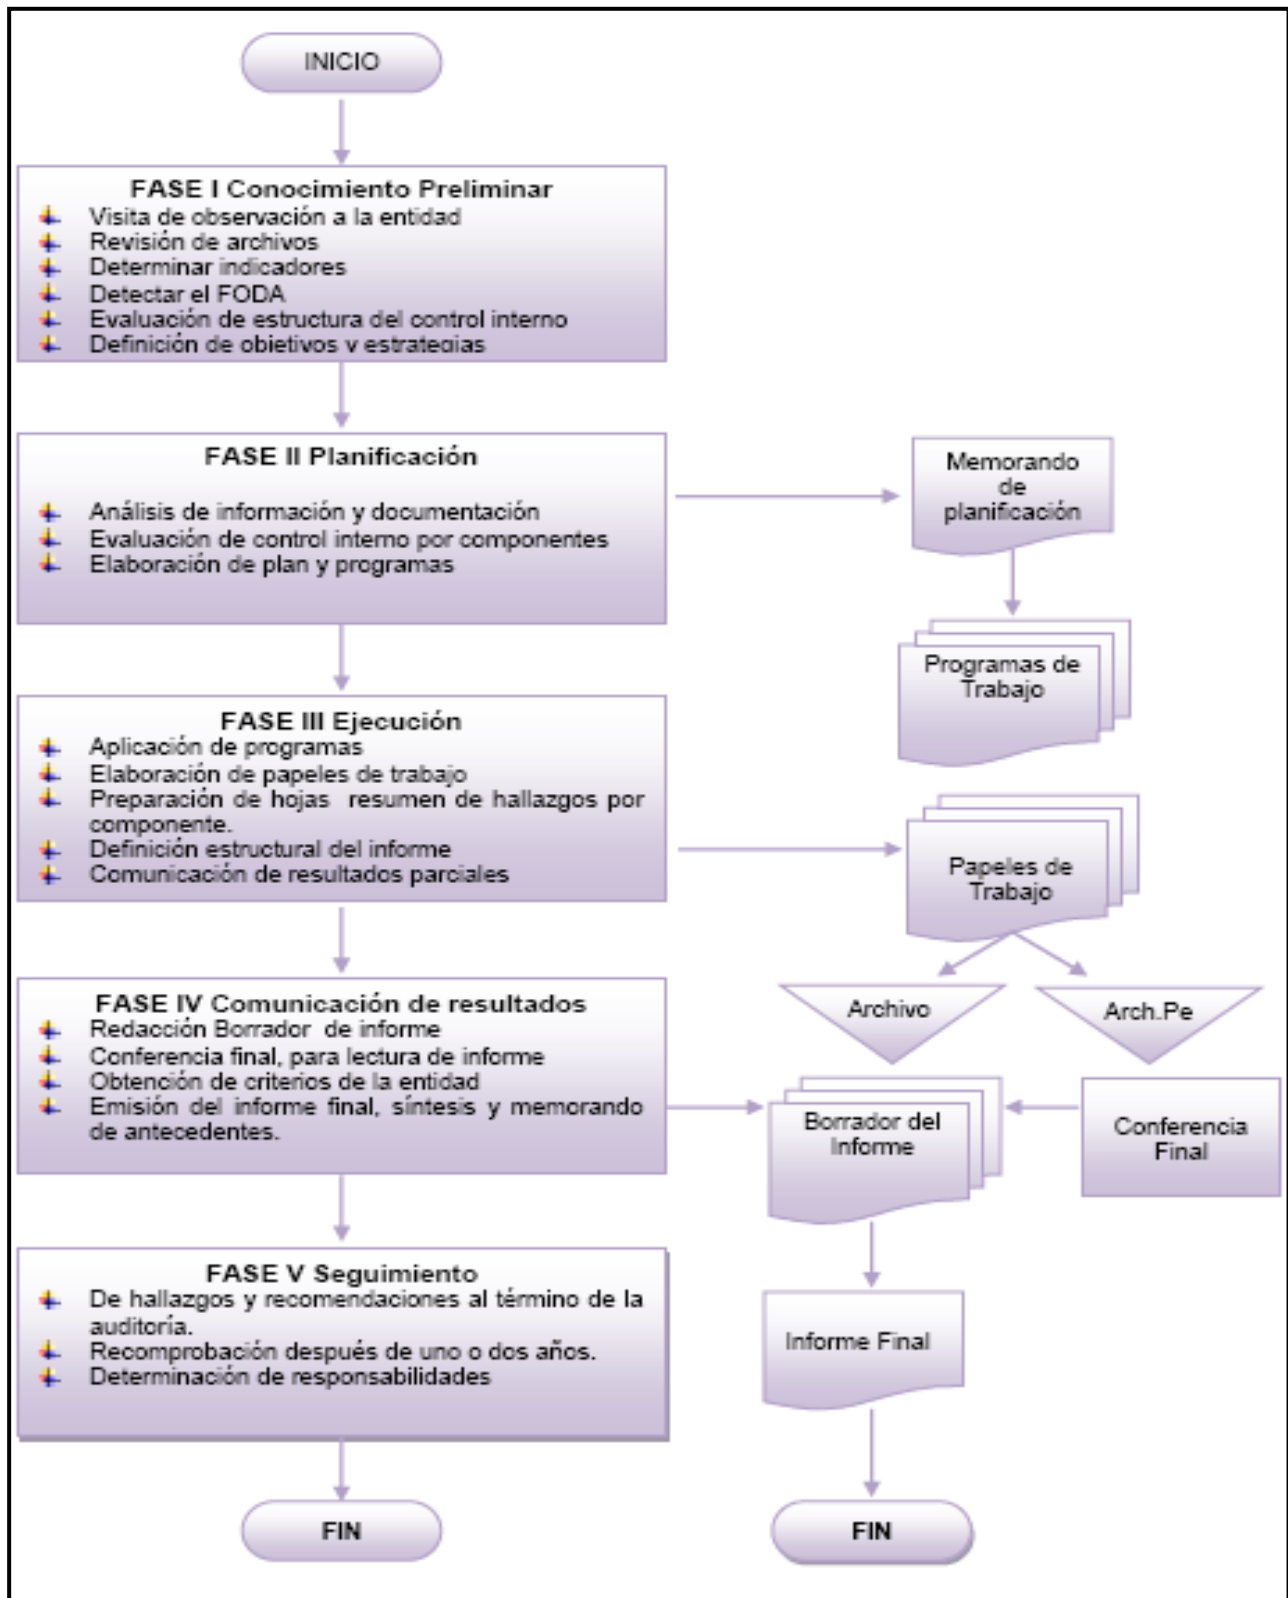 INICIO
FASE I Conocimiento Preliminar
Visita de observación a la entidad
Revisión de archivos
Determinar indicadores
Detectar el FODA
Evaluación de estructura del control interno
Definición de objetivos y estrategias
FASE II Planificación
Análisis de información y documentación
Evaluación de control interno por componentes
Elaboración de plan y programas
Memorando
de
planificación
Programas de
Trabajo
FASE III Ejecución
Aplicación de programas
Elaboración de papeles de trabajo
Preparación de hojas resumen de hallazgos por
componente.
Definición estructural del informe
Comunicación de resultados parciales
Papeles de
Trabajo
Archivo
Arch.Pe
FASE IV Comunicación de resultados
Redacción Borrador de informe
Conferencia final, para lectura de informe
Obtención de criterios de la entidad
Emisión del informe final, síntesis y memorando
de antecedentes.
Borrador del
Informe
Conferencia
Final
FASE V Seguimiento
De hallazgos y recomendaciones al término de la
auditoría.
Recomprobación después de uno o dos años.
Determinación de responsabilidades
Informe Final
FIN
FIN